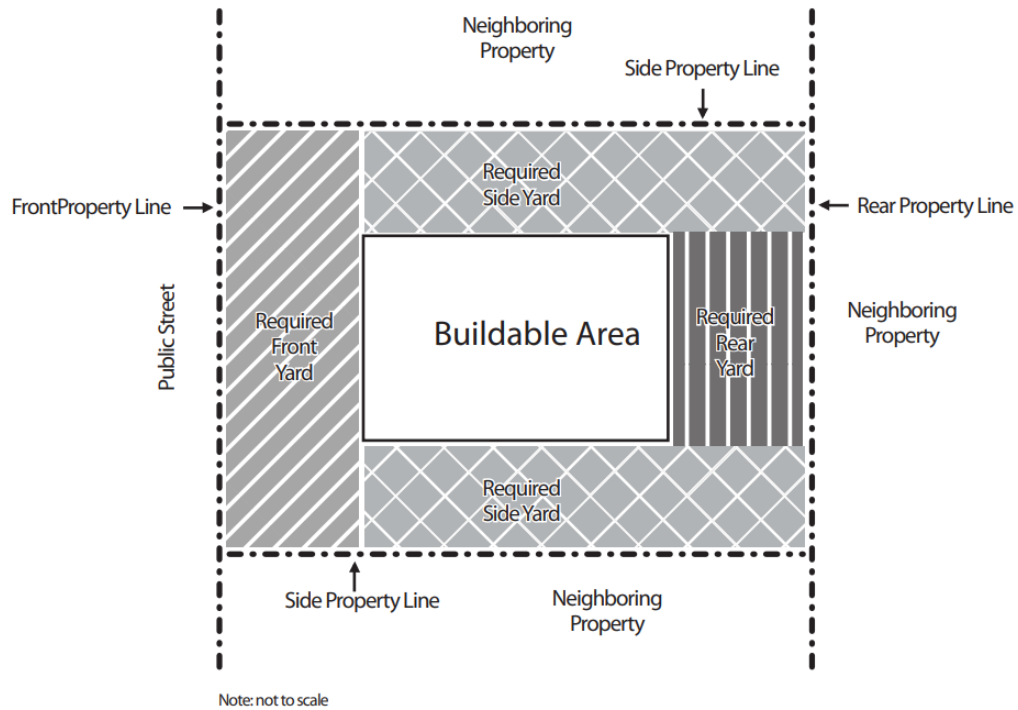 Neighboring
Property
Side Property Line
Required
Side Yard
FrontProperty Line
Rear Property Line
Public Street
Required
Front
Yard
Buildable Area
Required
Rear
Yard
Neighboring
Property
Required
Side Yard
Side Property Line
Neighboring
Property
Note: not to scale